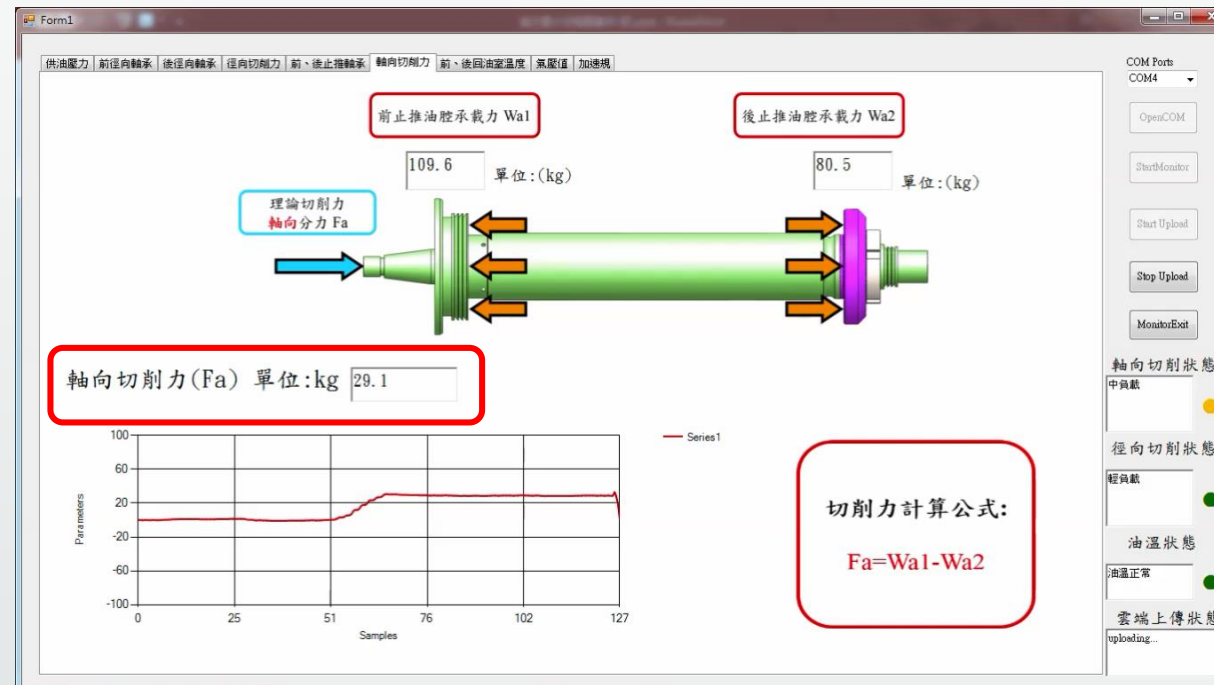 Form1
供油壓力 前徑向軸承 後徑向軸承 徑向切削力 前、後止推軸承 軸向切削力 前、後回油室溫度 氣壓值 加速規
COM Ports
COM4
OpenCOM
StartMonitor
Start Upload
Stop Upload
MonitorExit
前止推油腔承載力 Wa1
後止推油腔承載力 Wa2
109.6 單位:(kg)
80.5 單位:(kg)
理論切削力
軸向分力 Fa
軸向切削力(Fa) 單位:kg 29.1
100
60
20
-20
-60
-100
Parameters
0 25 51 76 102 127
Samples
Series1
切削力計算公式:
Fa=Wa1-Wa2
軸向切削狀態
中負載
徑向切削狀態
輕負載
油溫狀態
油溫正常
雲端上傳狀態
uploading...